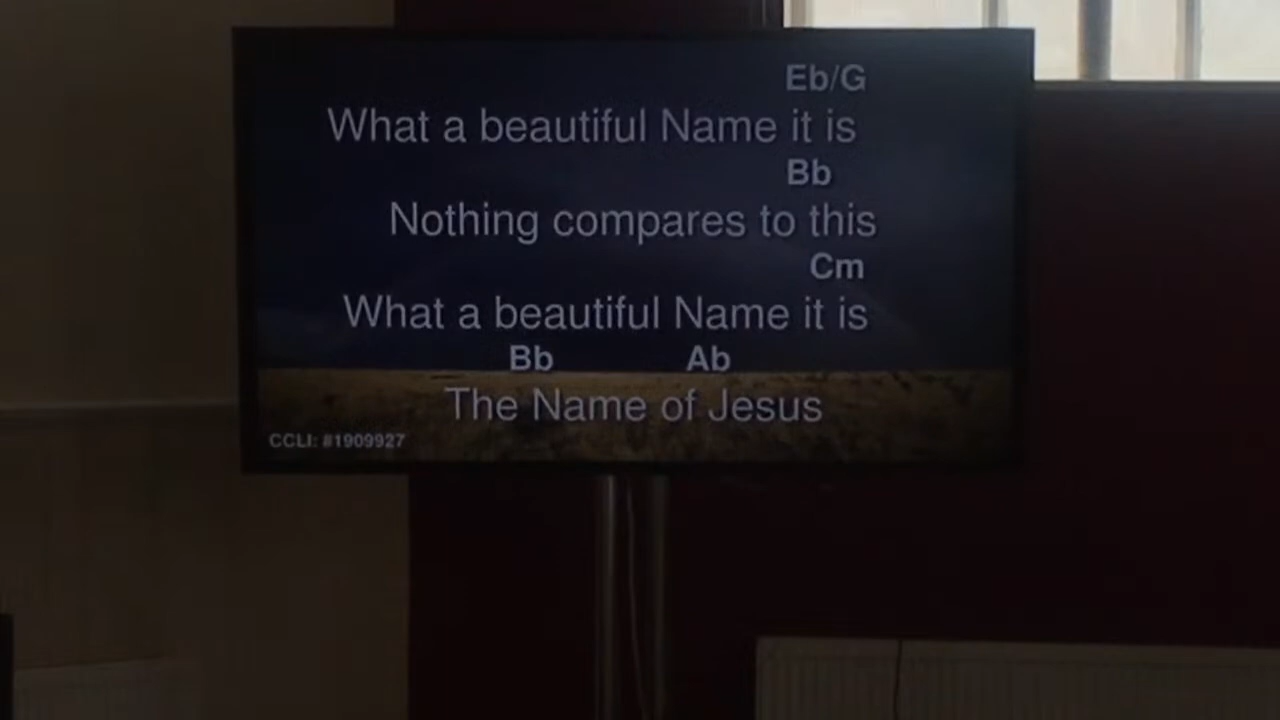 Eb/G
What a beautiful Name it is
Bb
Nothing compares to this
Cm
What a beautiful Name it is
Bb Ab
The Name of Jesus
CCLI: #1909927